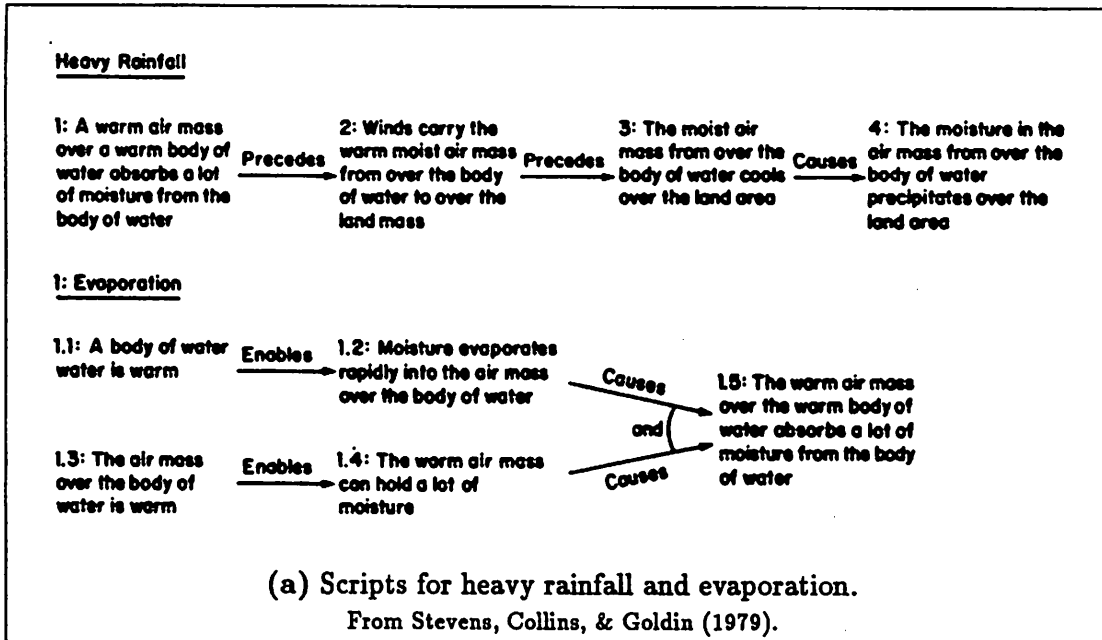 Heavy Rainfall
1: A warm air mass
over a warm body of
water absorbs a lot
of moisture from the
body of water
Precedes
2: Winds carry the
warm moist air mass
from over the body
of water to over the
land mass
Precedes
3: The moist air
mass from over the
body of water cools
over the land area
Causes
4: The moisture in the
air mass from over the
body of water
precipitates over the
land area
1: Evaporation
1.1: A body of water
water is warm
Enables
1.2: Moisture evaporates
rapidly into the air mass
over the body of water
Causes
1.3: The air mass
over the body of
water is warm
Enables
1.4: The warm air mass
can hold a lot of
moisture
Causes
and
1.5: The warm air mass
over the warm body of
water absorbs a lot of
moisture from the body
of water
(a) Scripts for heavy rainfall and evaporation.
From Stevens, Collins, & Goldin (1979).